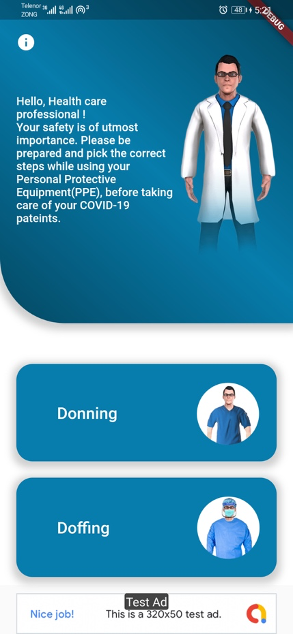 Telenor
ZONG
48
5:21
DEBUG
Hello, Health care
professional !
Your safety is of utmost
importance. Please be
prepared and pick the correct
steps while using your
Personal Protective
Equipment(PPE), before taking
care of your COVID-19
pateints.
Donning
Doffing
Test Ad
Nice job! This is a 320x50 test ad.